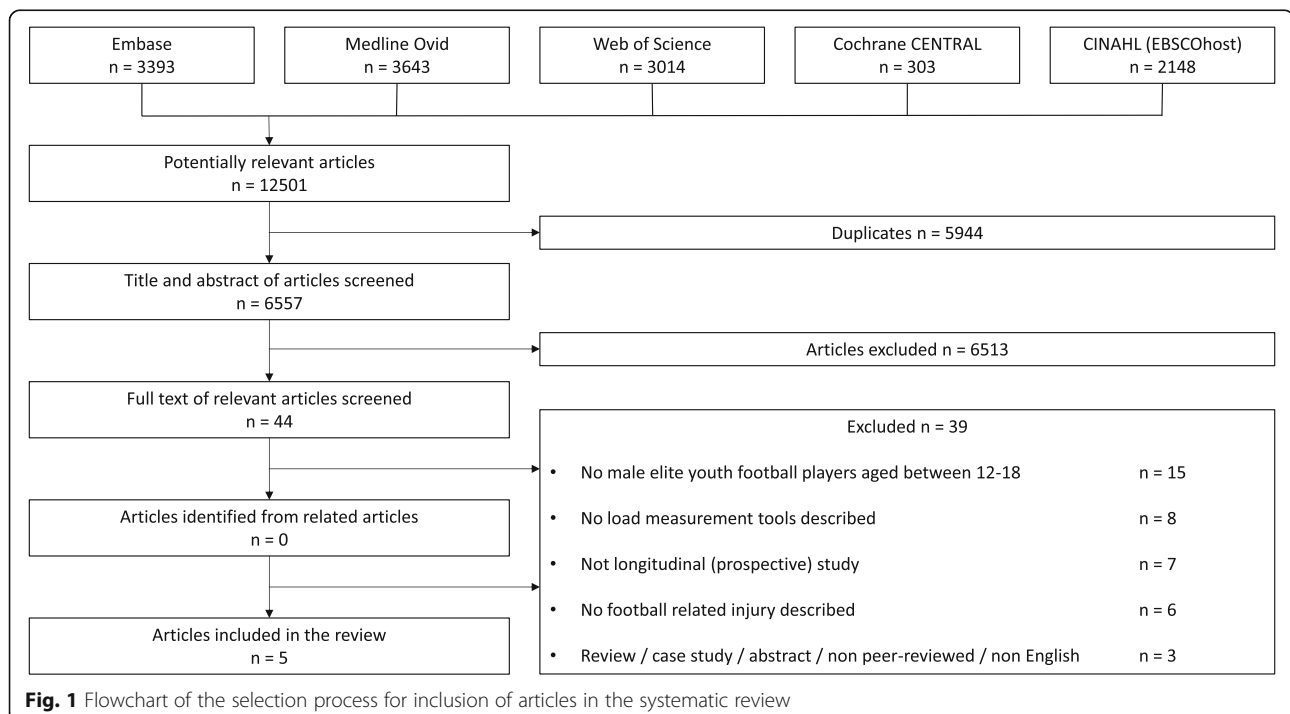 Embase
n = 3393
Medline Ovid
n = 3643
Web of Science
n = 3014
Cochrane CENTRAL
n = 303
CINAHL (EBSCOhost)
n = 2148
Potentially relevant articles
n = 12501
Duplicates n = 5944
Title and abstract of articles screened
n = 6557
Articles excluded n = 6513
Full text of relevant articles screened
n = 44
Excluded n = 39
• No male elite youth football players aged between 12-18 n = 15
• No load measurement tools described n = 8
• Not longitudinal (prospective) study n = 7
• No football related injury described n = 6
• Review / case study / abstract / non peer-reviewed / non English n = 3
Articles identified from related articles
n = 0
Articles included in the review
n = 5
Fig. 1 Flowchart of the selection process for inclusion of articles in the systematic review